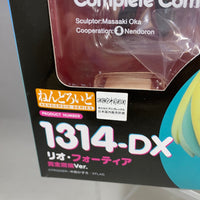 Complete Com
Sculptor:Masaaki Oka
Cooperation:Nendoron
ねんどろいど
PRODUCT NUMBER
1314-DX
リオ・フォーティア
完全燃焼Ver.